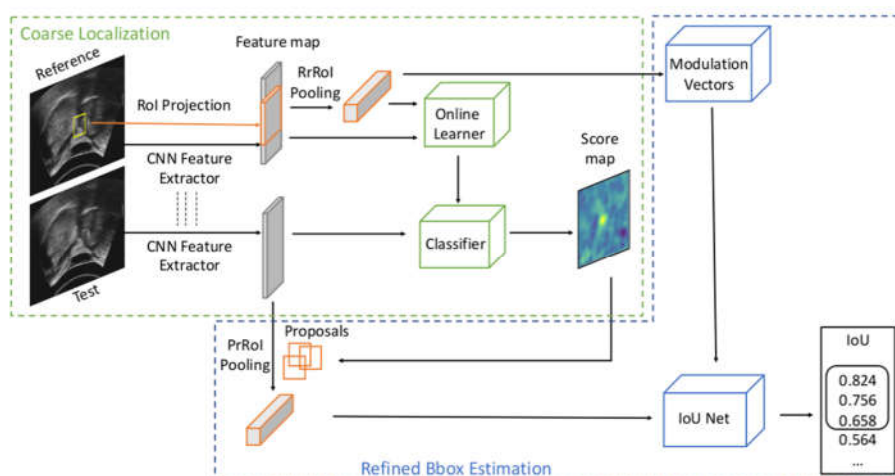 Coarse Localization
Reference
RoI Projection
CNN Feature
Extractor
CNN Feature
Extractor
Test
Feature map
RrRoI
Pooling
Online
Learner
Classifier
Score
map
Modulation
Vectors
PrRoI
Pooling
Proposals
IoU Net
IoU
0.824
0.756
0.658
0.564
...
Refined Bbox Estimation